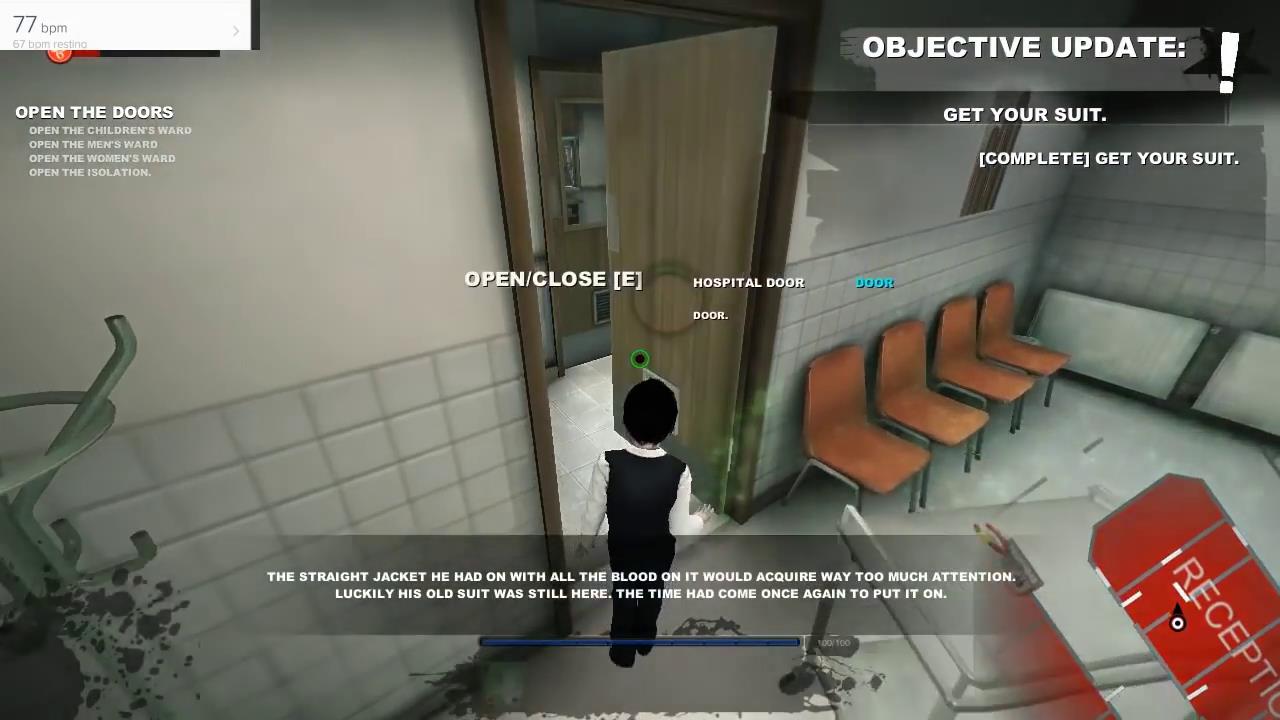 77 bpm
67 bpm resting
OBJECTIVE UPDATE:
GET YOUR SUIT.
[COMPLETE] GET YOUR SUIT.
OPEN THE DOORS
OPEN THE CHILDREN'S WARD
OPEN THE MEN'S WARD
OPEN THE WOMEN'S WARD
OPEN THE ISOLATION.
OPEN/CLOSE [E]
HOSPITAL DOOR DOOR
DOOR.
THE STRAIGHT JACKET HE HAD ON WITH ALL THE BLOOD ON IT WOULD ACQUIRE WAY TOO MUCH ATTENTION.
LUCKILY HIS OLD SUIT WAS STILL HERE. THE TIME HAD COME ONCE AGAIN TO PUT IT ON.
100/100